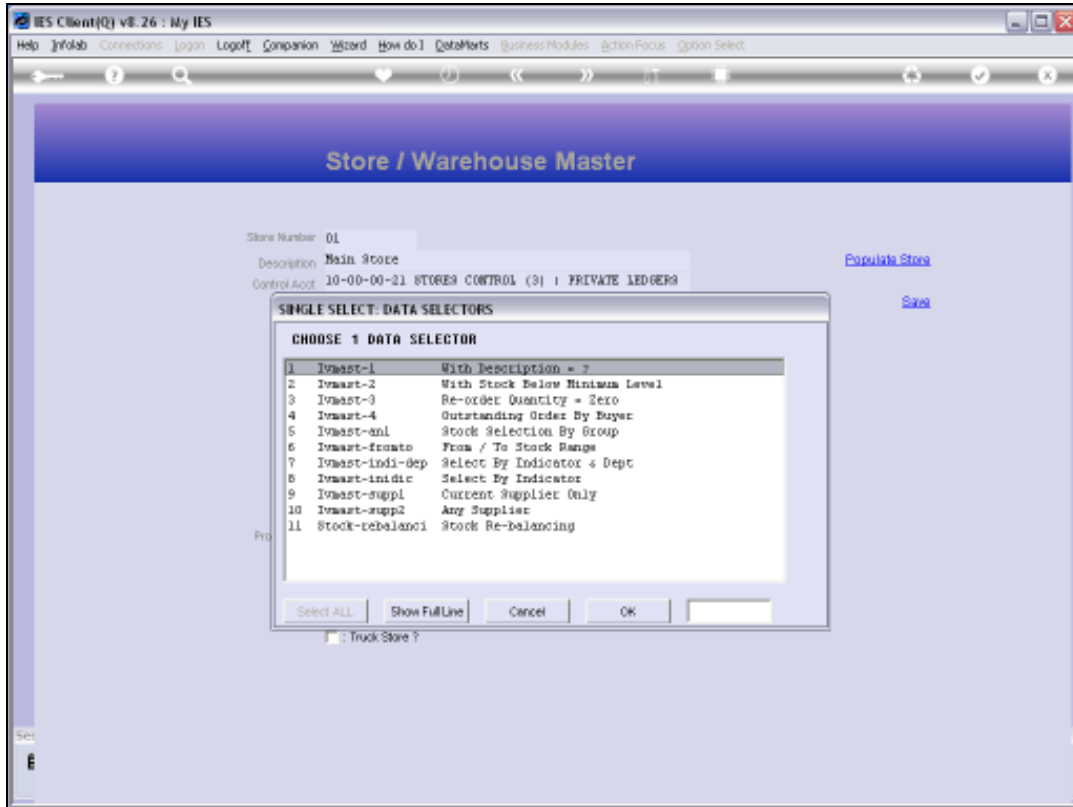 IES Client(Q) v8.26 : My IES
Help Infolab Connections Logon Logoff Companion Wizard How do I DataMarts Business Modules Action Focus Option Select
Store / Warehouse Master
Store Number 01
Description Main Store
Control Acct 10-00-00-21 STORES CONTROL (3) : PRIVATE LEDGERS
Populate Store
Save
SINGLE SELECT: DATA SELECTORS
CHOOSE 1 DATA SELECTOR
1 Ivmast-1 With Description = ?
2 Ivmast-2 With Stock Below Minimum Level
3 Ivmast-3 Re-order Quantity = Zero
4 Ivmast-4 Outstanding Order By Buyer
5 Ivmast-anl Stock Selection By Group
6 Ivmast-fromto From / To Stock Range
7 Ivmast-indi-dep Select By Indicator & Dept
8 Ivmast-inidic Select By Indicator
9 Ivmast-suppl Current Supplier Only
10 Ivmast-supp2 Any Supplier
11 Stock-rebalanci Stock Re-balancing
Pro
Select ALL Show Full Line Cancel OK
: Truck Store ?
Se